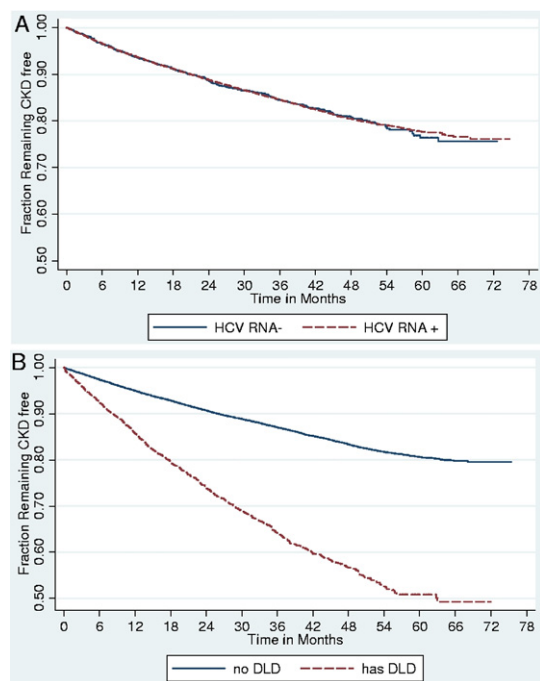 A
Fraction Remaining CKD free
1.00
0.90
0.80
0.70
0.60
0.50
0 6 12 18 24 30 36 42 48 54 60 66 72 78
Time in Months
HCV RNA- HCV RNA +
B
Fraction Remaining CKD free
1.00
0.90
0.80
0.70
0.60
0.50
0 6 12 18 24 30 36 42 48 54 60 66 72 78
Time in Months
no DLD has DLD